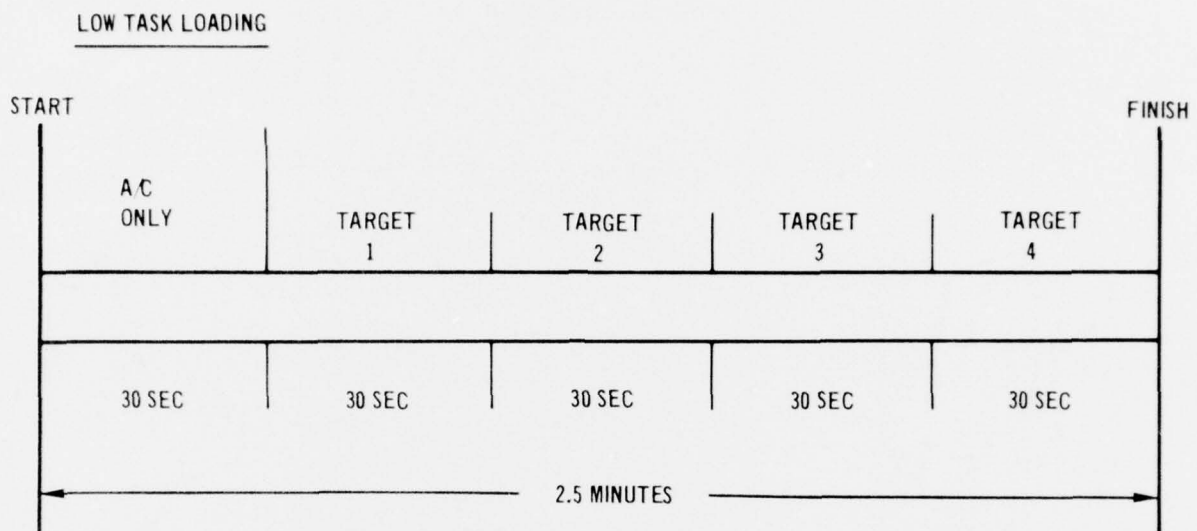 LOW TASK LOADING
START
FINISH
A/C
ONLY
TARGET
1
TARGET
2
TARGET
3
TARGET
4
30 SEC
30 SEC
30 SEC
30 SEC
30 SEC
2.5 MINUTES